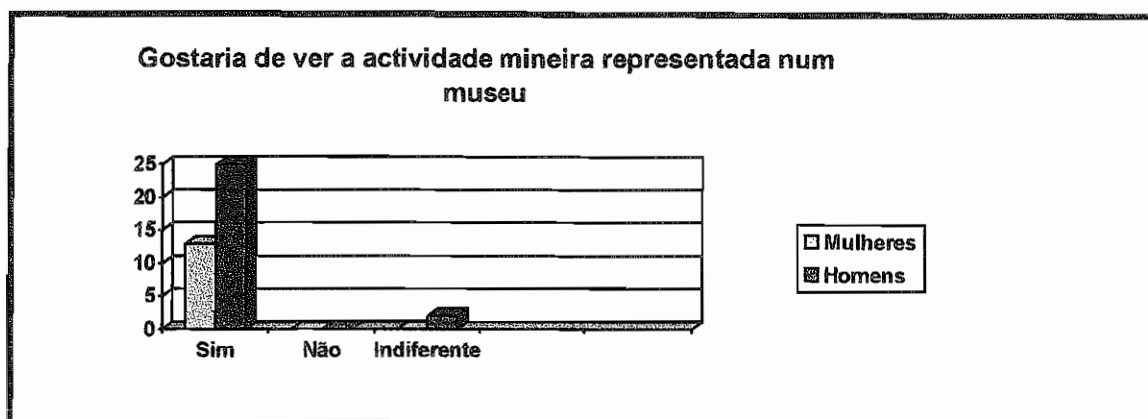 Gostaria de ver a actividade mineira representada num
museu
25
20
15
10
5
0
Sim Não Indiferente
Mulheres
Homens